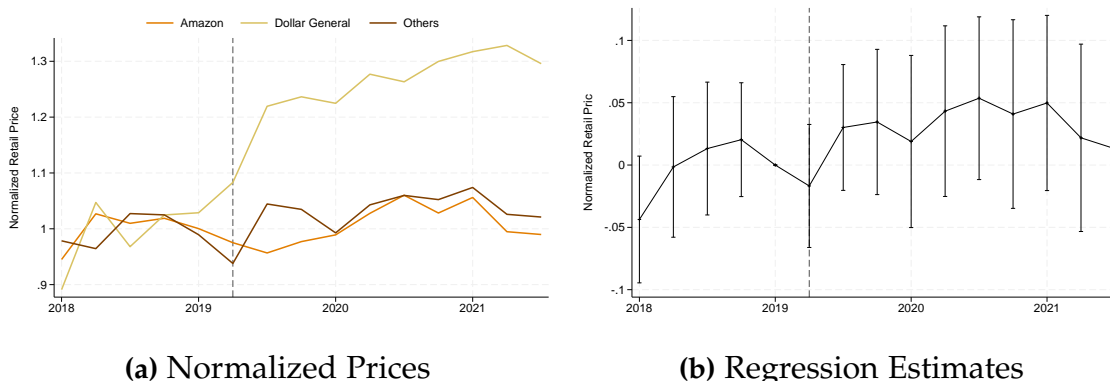 Amazon Dollar General Others
Normalized Retail Price
1.3
1.2
1.1
1
.9
2018 2019 2020 2021
(a) Normalized Prices
Normalized Retail Pric
.1
.05
0
-.05
-.1
2018 2019 2020 2021
(b) Regression Estimates